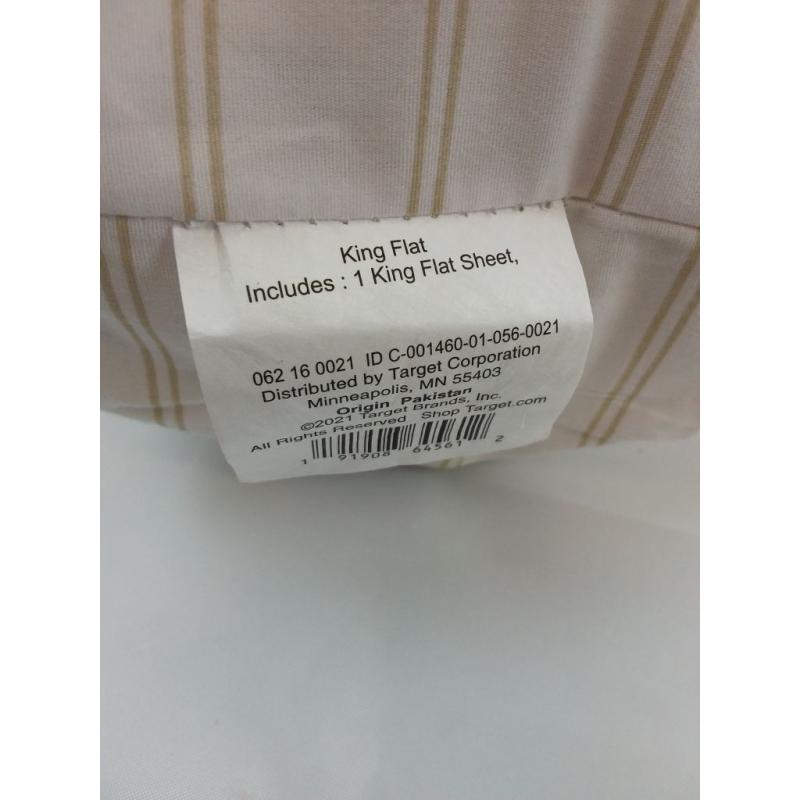 King Flat
Includes : 1 King Flat Sheet,
062 16 0021 ID C-001460-01-056-0021
Distributed by Target Corporation
Minneapolis, MN 55403
Origin Pakistan
©2021 Target Brands, Inc.
All Rights Reserved Shop Target.com
1 91908 64561 2